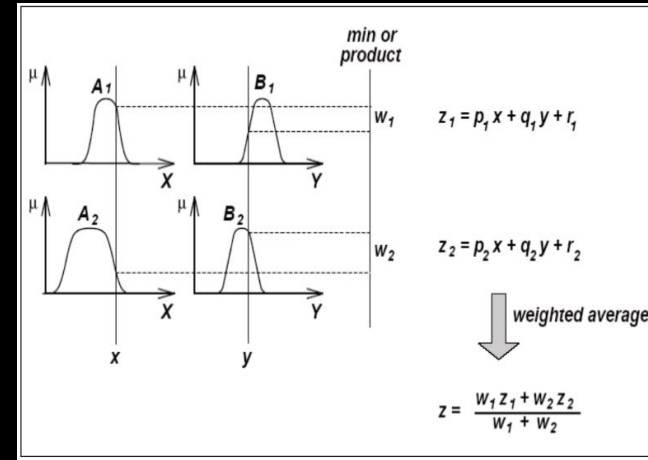 min or
product
μ A₁ μ B₁
w₁ z₁ = p₁ x + q₁ y + r₁
X Y
μ A₂ μ B₂
w₂ z₂ = p₂ x + q₂ y + r₂
X Y
weighted average
x y
z = w₁ z₁ + w₂ z₂
w₁ + w₂